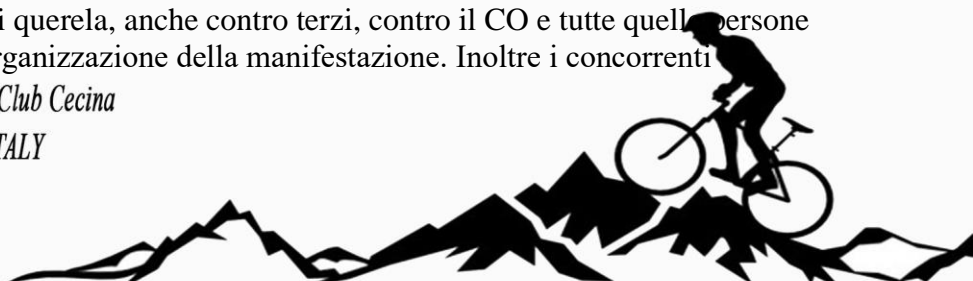 i querela, anche contro terzi, contro il CO e tutte quelle persone
rganizzazione della manifestazione. Inoltre i concorrenti
Club Cecina
TALY